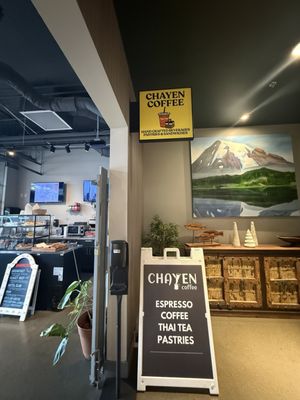 CHAYEN
COFFEE
HAND CRAFTED BEVERAGES
PASTRIES & SANDWICHES
CHAYEN
coffee
ESPRESSO
COFFEE
THAI TEA
PASTRIES